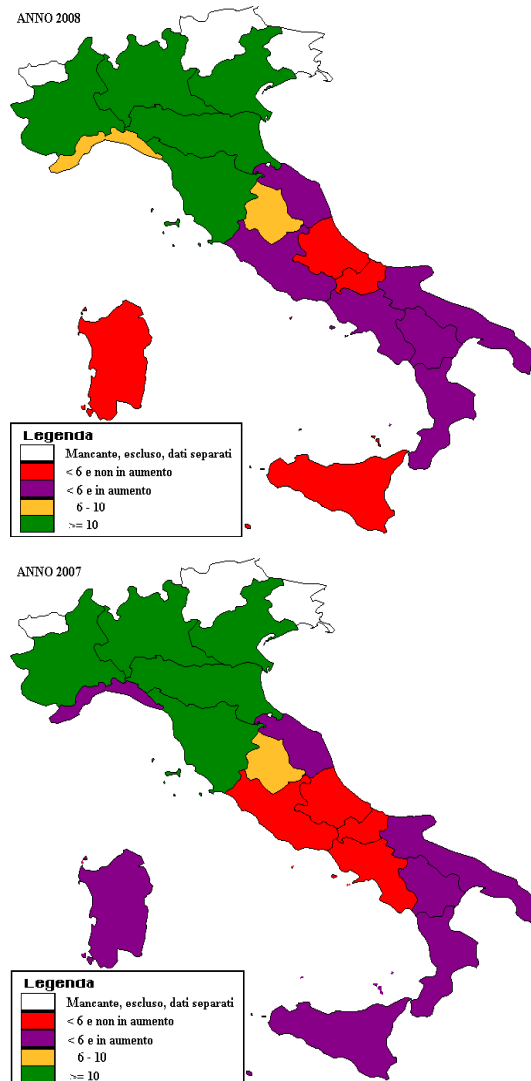 ANNO 2008
Legenda
Mancante, escluso, dati separati
< 6 e non in aumento
< 6 e in aumento
6 - 10
>= 10
ANNO 2007
Legenda
Mancante, escluso, dati separati
< 6 e non in aumento
< 6 e in aumento
6 - 10
>= 10